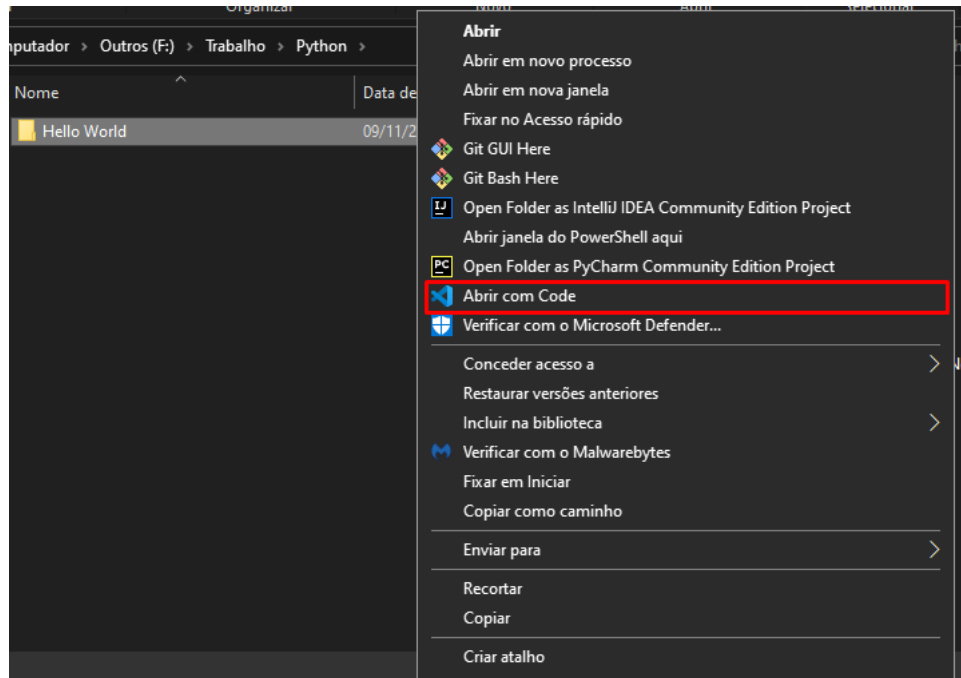 Organizar Novo Abrir Selecionar
mputador > Outros (F:) > Trabalho > Python >
Nome
Data de
Hello World
09/11/2
Abrir
Abrir em novo processo
Abrir em nova janela
Fixar no Acesso rápido
Git GUI Here
Git Bash Here
Open Folder as IntelliJ IDEA Community Edition Project
Abrir janela do PowerShell aqui
Open Folder as PyCharm Community Edition Project
Abrir com Code
Verificar com o Microsoft Defender...
Conceder acesso a
Restaurar versões anteriores
Incluir na biblioteca
Verificar com o Malwarebytes
Fixar em Iniciar
Copiar como caminho
Enviar para
Recortar
Copiar
Criar atalho